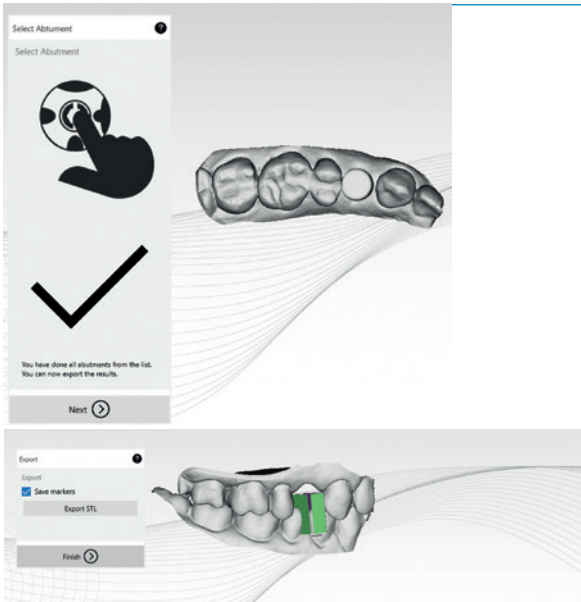 Select Abtument
?
Select Abutment
You have done all abutments from the list.
You can now export the results.
Next
Export
?
Export
Save markers
Export STL
Finish